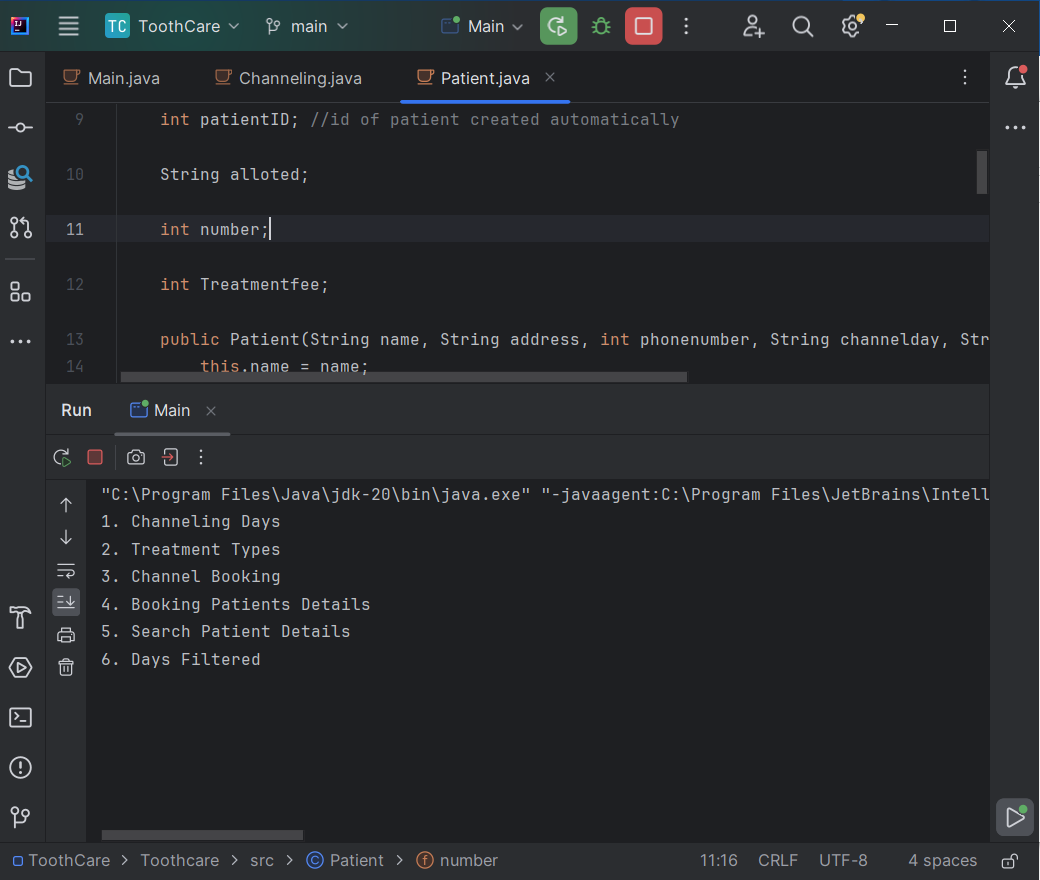 TC ToothCare main Main
Main.java Channeling.java Patient.java
9 int patientID; //id of patient created automatically
10 String alloted;
11 int number;
12 int Treatmentfee;
13 public Patient(String name, String address, int phonenumber, String channelday, Str
14 this.name = name;
Run Main
"C:\Program Files\Java\jdk-20\bin\java.exe" "-javaagent:C:\Program Files\JetBrains\Intell
1. Channeling Days
2. Treatment Types
3. Channel Booking
4. Booking Patients Details
5. Search Patient Details
6. Days Filtered
ToothCare > Toothcare > src > Patient > number 11:16 CRLF UTF-8 4 spaces